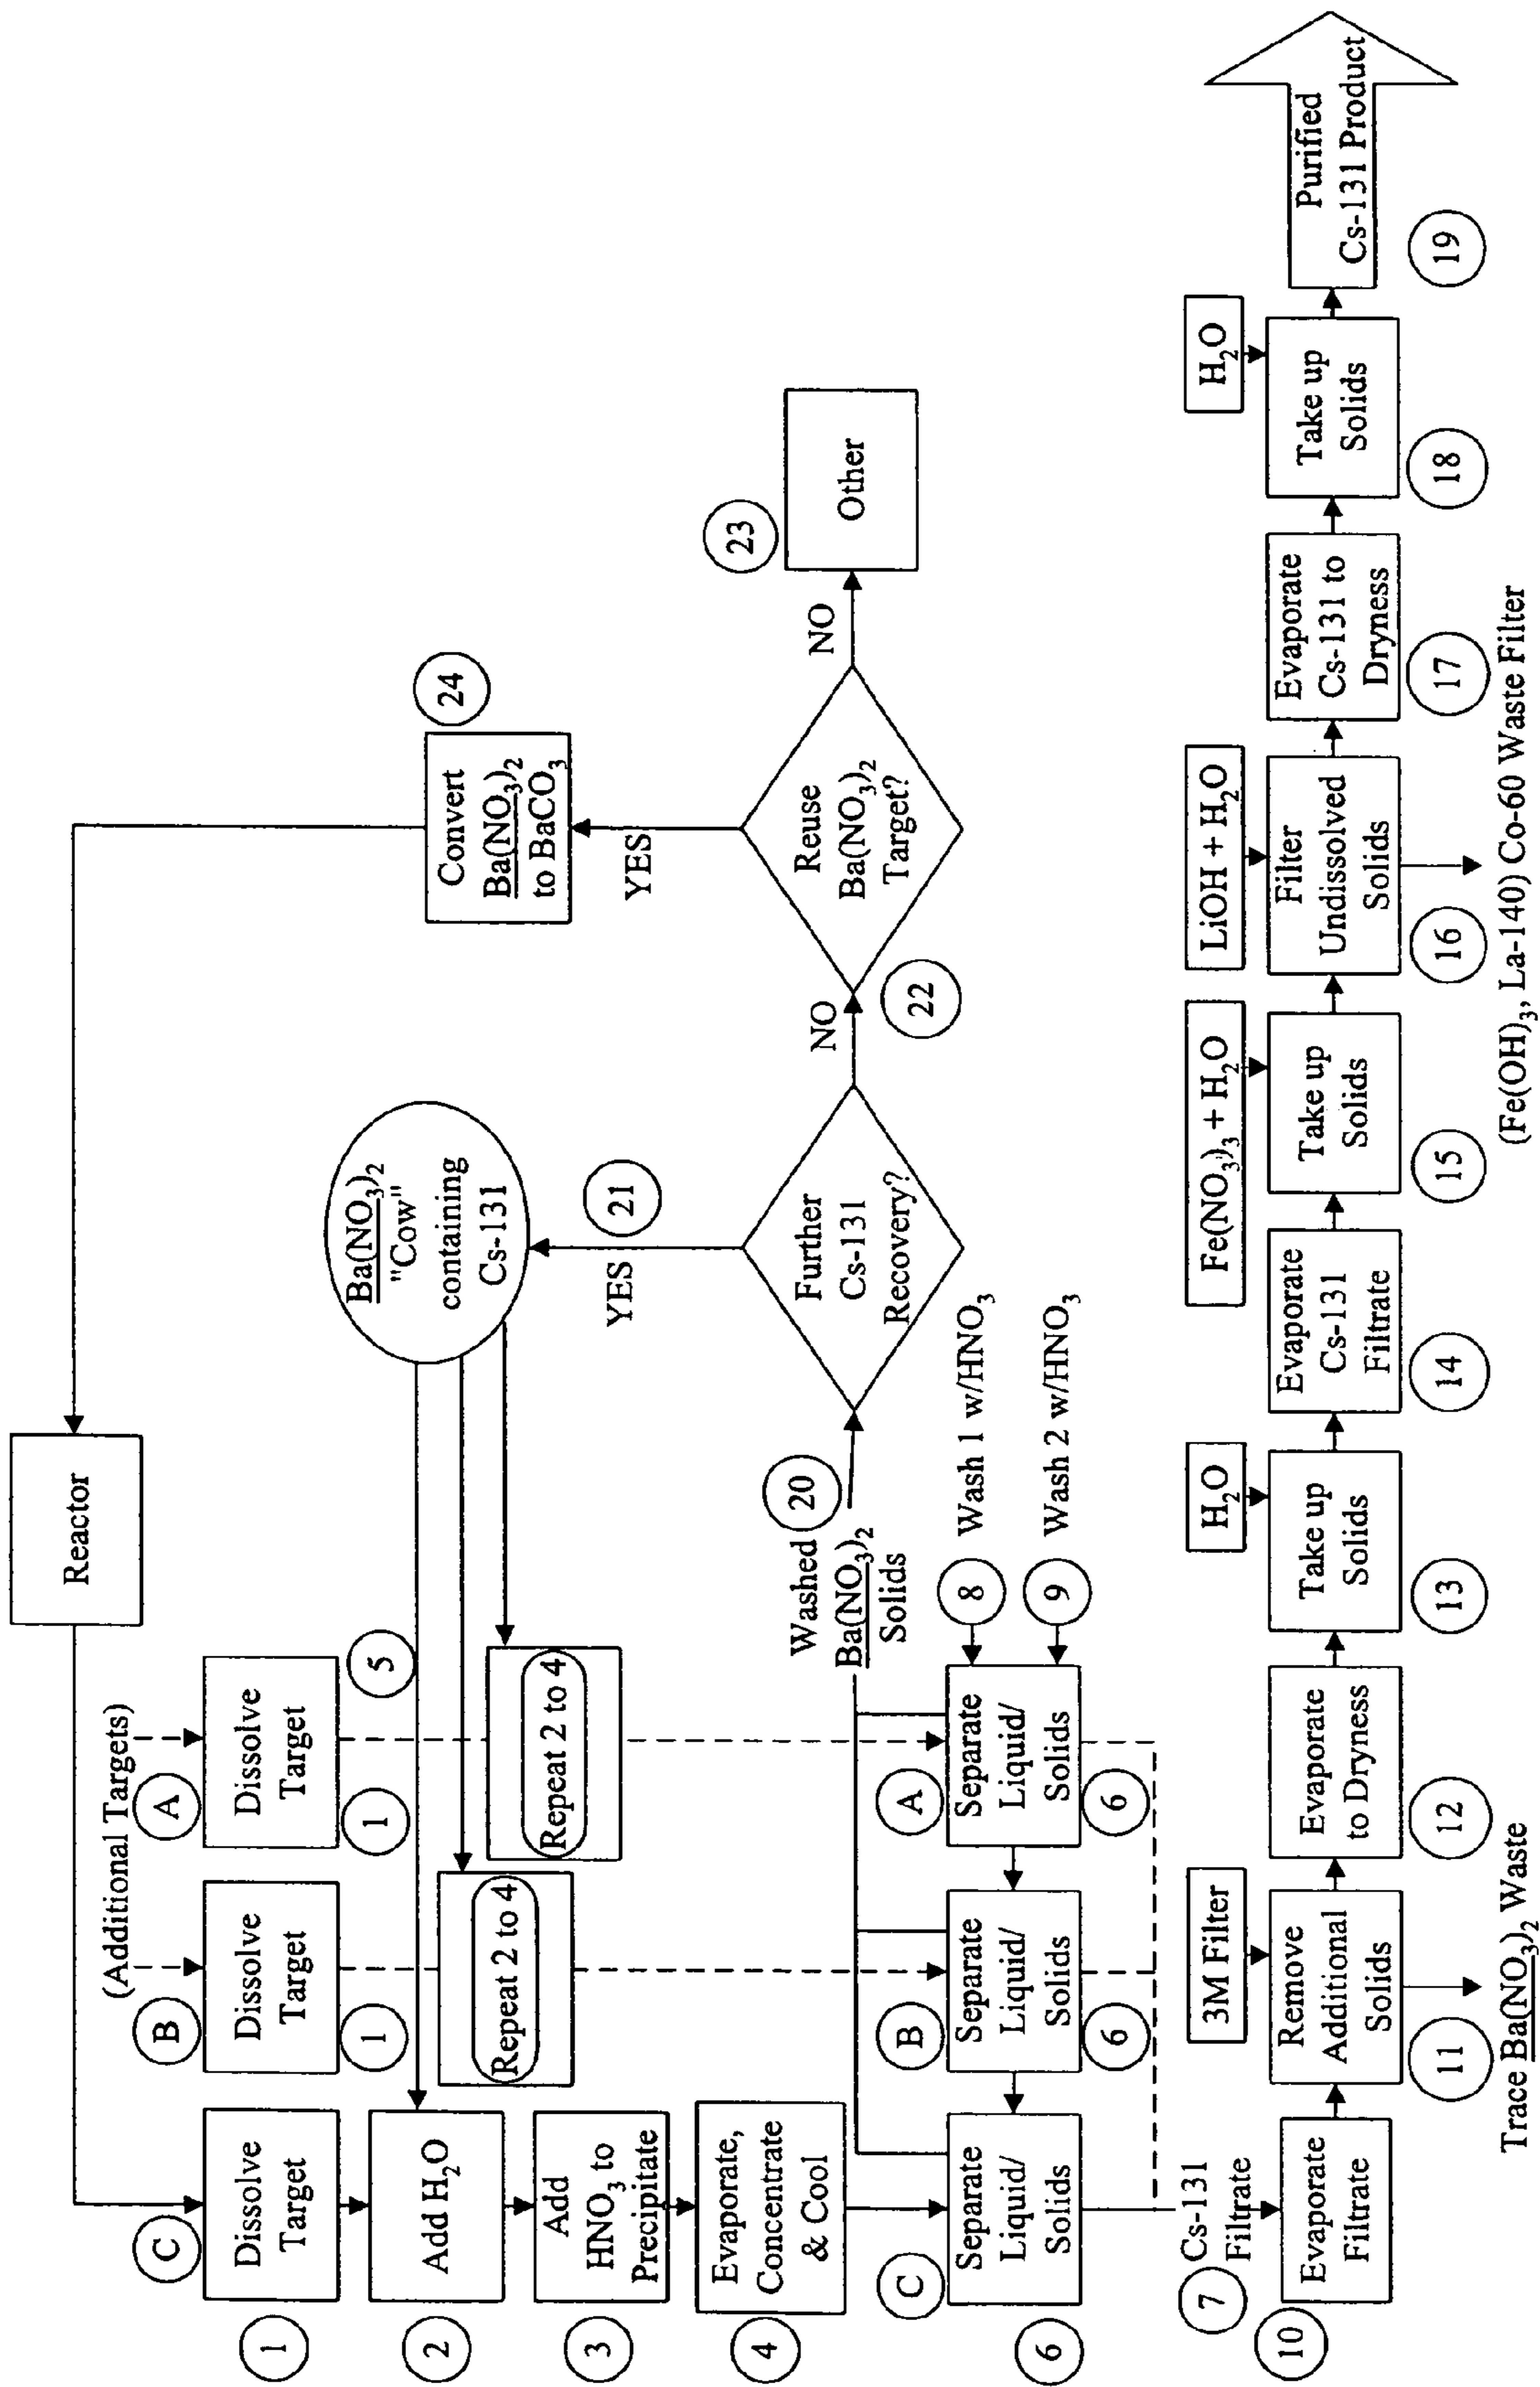 Reactor
(Additional Targets)
C
B
A
Dissolve
Target
Dissolve
Target
Dissolve
Target
1
1
1
5
2
Add H₂O
3
Add
HNO₃ to
Precipitate
4
Evaporate,
Concentrate
& Cool
Repeat 2 to 4
Repeat 2 to 4
Ba(NO₃)₂
"Cow"
containing
Cs-131
21
YES
24
Convert
Ba(NO₃)₂
to BaCO₃
YES
Washed
Ba(NO₃)₂
Solids
20
Further
Cs-131
Recovery?
NO
22
Reuse
Ba(NO₃)₂
Target?
NO
23
Other
C
B
A
Separate
Liquid/
Solids
Separate
Liquid/
Solids
Separate
Liquid/
Solids
6
6
6
8
Wash 1 w/HNO₃
9
Wash 2 w/HNO₃
7
Cs-131
Filtrate
10
Evaporate
Filtrate
3M Filter
Remove
Additional
Solids
11
Trace Ba(NO₃)₂ Waste
Evaporate
to Dryness
12
H₂O
Take up
Solids
13
Evaporate
Cs-131
Filtrate
14
Fe(NO₃)₃ + H₂O
Take up
Solids
15
LiOH + H₂O
Filter
Undissolved
Solids
16
(Fe(OH)₃, La-140) Co-60 Waste Filter
Evaporate
Cs-131 to
Dryness
17
H₂O
Take up
Solids
18
Purified
Cs-131 Product
19